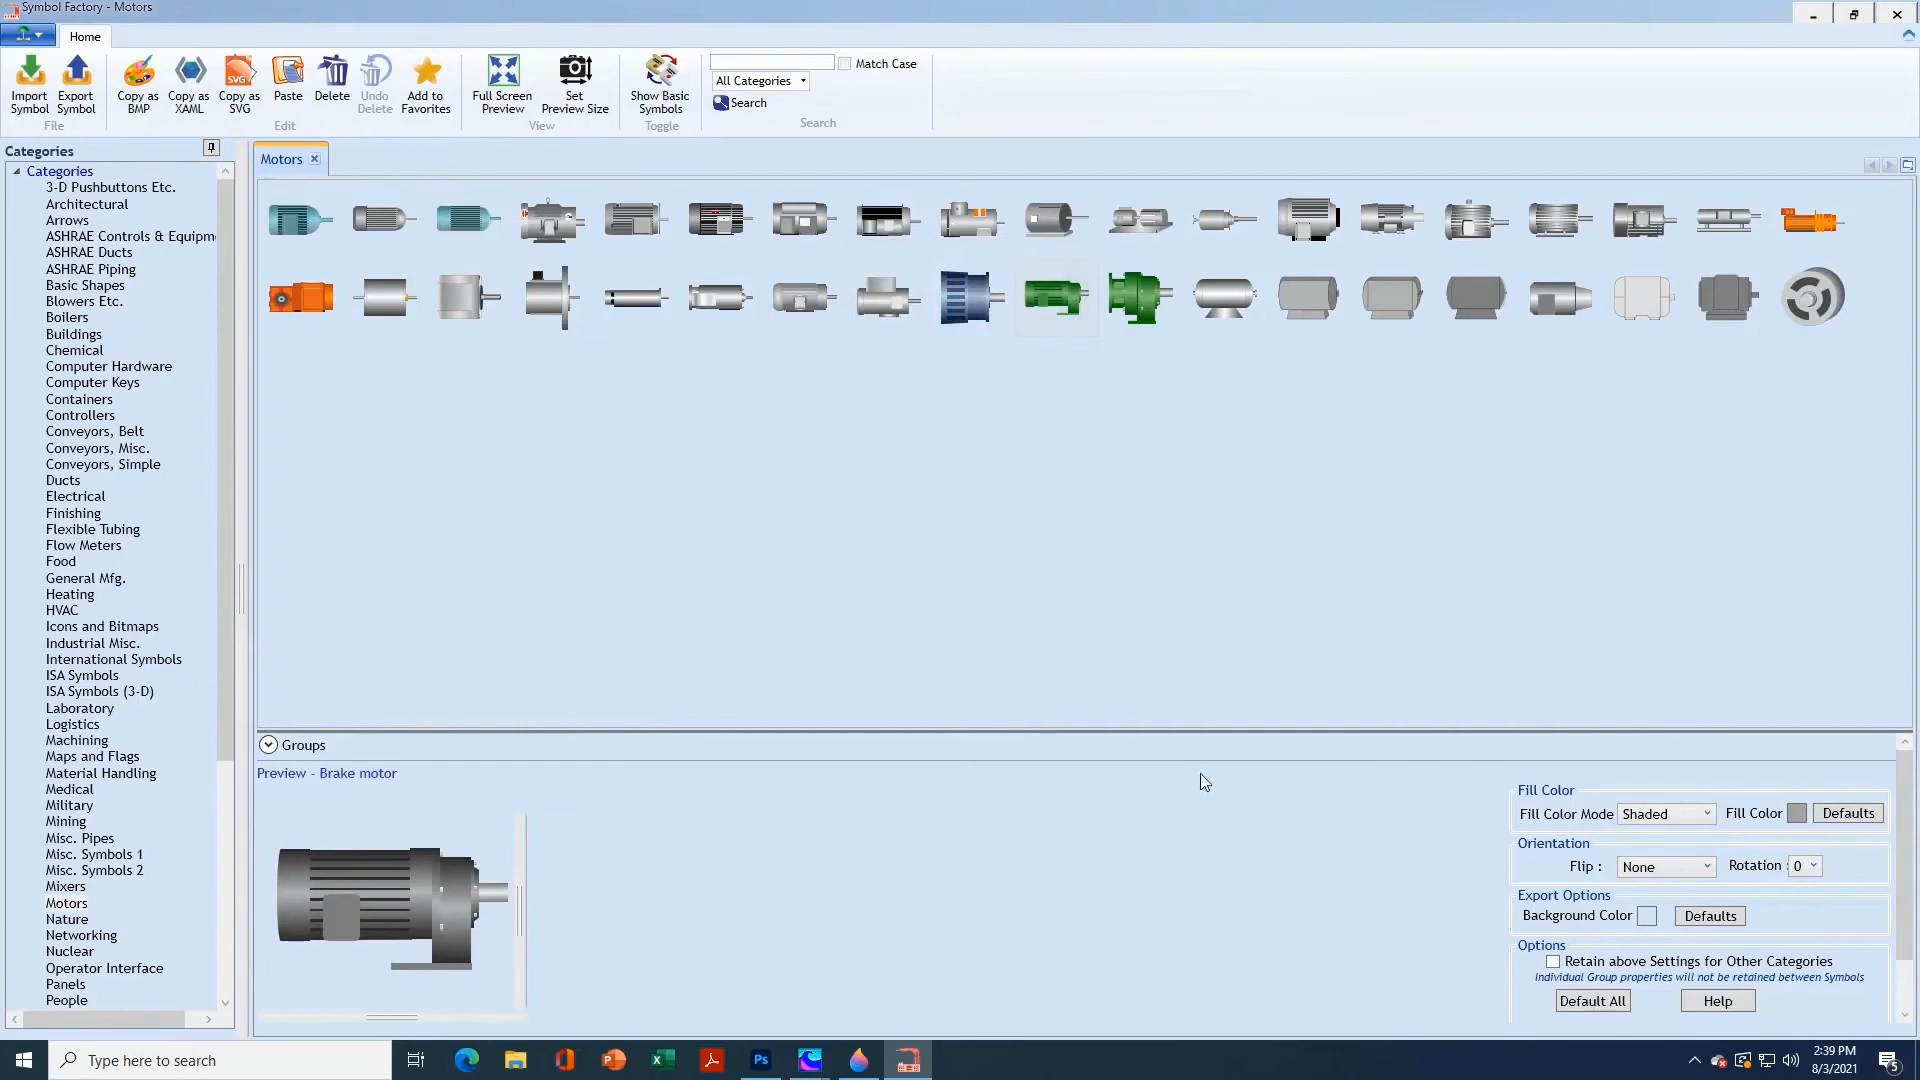 Symbol Factory - Motors
Home
Import Symbol
Export Symbol
Copy as BMP
Copy as XAML
Copy as SVG
Paste
Delete
Undo Delete
Add to Favorites
Full Screen Preview
Set Preview Size
Show Basic Symbols
Match Case
All Categories
Search
File
Edit
View
Toggle
Search
Categories
Categories
3-D Pushbuttons Etc.
Architectural
Arrows
ASHRAE Controls & Equipm
ASHRAE Ducts
ASHRAE Piping
Basic Shapes
Blowers Etc.
Boilers
Buildings
Chemical
Computer Hardware
Computer Keys
Containers
Controllers
Conveyors, Belt
Conveyors, Misc.
Conveyors, Simple
Ducts
Electrical
Finishing
Flexible Tubing
Flow Meters
Food
General Mfg.
Heating
HVAC
Icons and Bitmaps
Industrial Misc.
International Symbols
ISA Symbols
ISA Symbols (3-D)
Laboratory
Logistics
Machining
Maps and Flags
Material Handling
Medical
Military
Mining
Misc. Pipes
Misc. Symbols 1
Misc. Symbols 2
Mixers
Motors
Nature
Networking
Nuclear
Operator Interface
Panels
People
Motors
Groups
Preview - Brake motor
Fill Color
Fill Color Mode Shaded Fill Color Defaults
Orientation
Flip : None Rotation : 0
Export Options
Background Color Defaults
Options
Retain above Settings for Other Categories
Individual Group properties will not be retained between Symbols
Default All Help
Type here to search
Ps
2:39 PM
8/3/2021
5